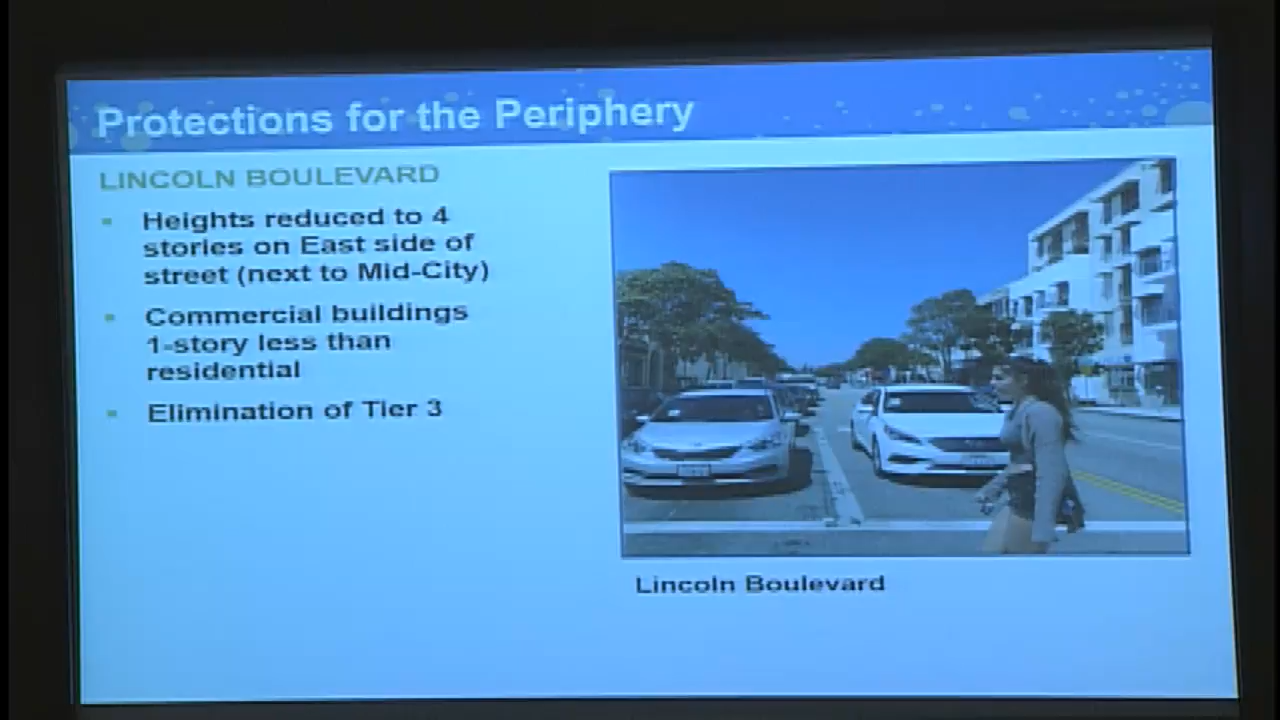 Protections for the Periphery
LINCOLN BOULEVARD
Heights reduced to 4
stories on East side of
street (next to Mid-City)
Commercial buildings
1-story less than
residential
Elimination of Tier 3
Lincoln Boulevard